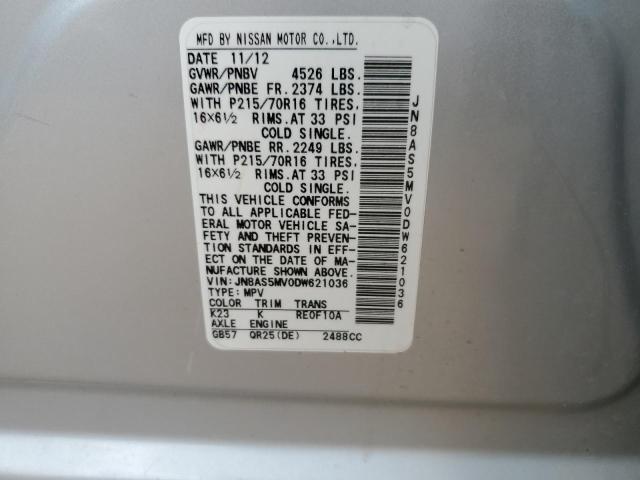 MFD BY NISSAN MOTOR CO.,LTD.
DATE 11/12
GVWR/PNBV 4526 LBS.
GAWR/PNBE FR. 2374 LBS.
WITH P215/70R16 TIRES,
16X6½ RIMS.AT 33 PSI
COLD SINGLE.
GAWR/PNBE RR. 2249 LBS.
WITH P215/70R16 TIRES,
16X6½ RIMS.AT 33 PSI
COLD SINGLE.
THIS VEHICLE CONFORMS
TO ALL APPLICABLE FED-
ERAL MOTOR VEHICLE SA-
FETY AND THEFT PREVEN-
TION STANDARDS IN EFF-
ECT ON THE DATE OF MA-
NUFACTURE SHOWN ABOVE.
VIN:JN8AS5MV0DW621036
TYPE: MPV
COLOR TRIM TRANS
K23 K RE0F10A
AXLE ENGINE
GB57 QR25(DE) 2488CC
JN8AS5MV0DW621036